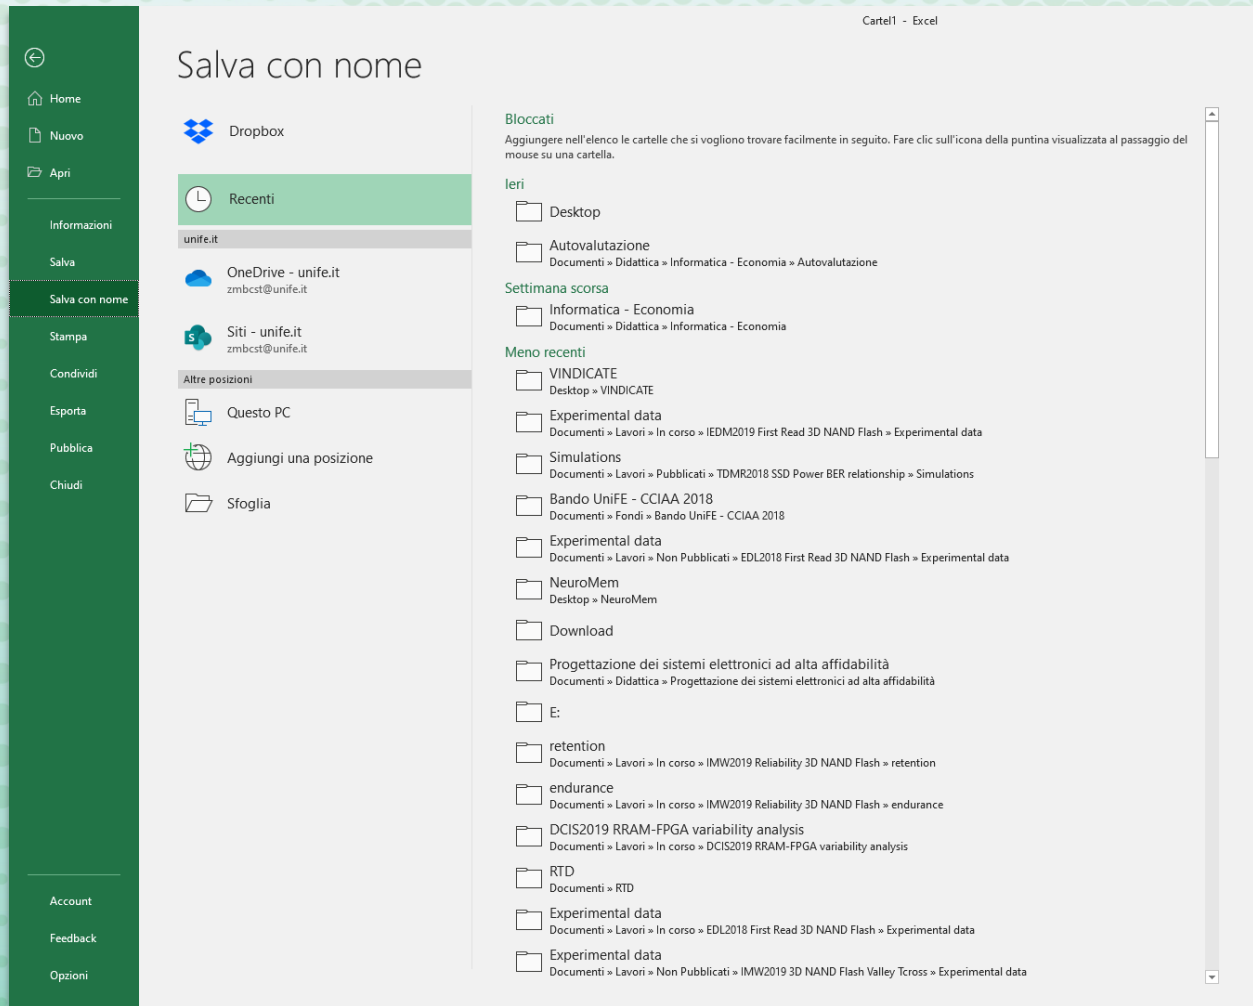 Cartel1 - Excel
Salva con nome
Home
Nuovo
Apri
Informazioni
Salva
Salva con nome
Stampa
Condividi
Esporta
Pubblica
Chiudi
Account
Feedback
Opzioni
Dropbox
Recenti
unife.it
OneDrive - unife.it
zmbcst@unife.it
Siti - unife.it
zmbcst@unife.it
Altre posizioni
Questo PC
Aggiungi una posizione
Sfoglia
Bloccati
Aggiungere nell'elenco le cartelle che si vogliono trovare facilmente in seguito. Fare clic sull'icona della puntina visualizzata al passaggio del
mouse su una cartella.
Ieri
Desktop
Autovalutazione
Documenti » Didattica » Informatica - Economia » Autovalutazione
Settimana scorsa
Informatica - Economia
Documenti » Didattica » Informatica - Economia
Meno recenti
VINDICATE
Desktop » VINDICATE
Experimental data
Documenti » Lavori » In corso » IEDM2019 First Read 3D NAND Flash » Experimental data
Simulations
Documenti » Lavori » Pubblicati » TDMR2018 SSD Power BER relationship » Simulations
Bando UniFE - CCIAA 2018
Documenti » Fondi » Bando UniFE - CCIAA 2018
Experimental data
Documenti » Lavori » Non Pubblicati » EDL2018 First Read 3D NAND Flash » Experimental data
NeuroMem
Desktop » NeuroMem
Download
Progettazione dei sistemi elettronici ad alta affidabilità
Documenti » Didattica » Progettazione dei sistemi elettronici ad alta affidabilità
E:
retention
Documenti » Lavori » In corso » IMW2019 Reliability 3D NAND Flash » retention
endurance
Documenti » Lavori » In corso » IMW2019 Reliability 3D NAND Flash » endurance
DCIS2019 RRAM-FPGA variability analysis
Documenti » Lavori » In corso » DCIS2019 RRAM-FPGA variability analysis
RTD
Documenti » RTD
Experimental data
Documenti » Lavori » In corso » EDL2018 First Read 3D NAND Flash » Experimental data
Experimental data
Documenti » Lavori » Non Pubblicati » IMW2019 3D NAND Flash Valley Tcross » Experimental data